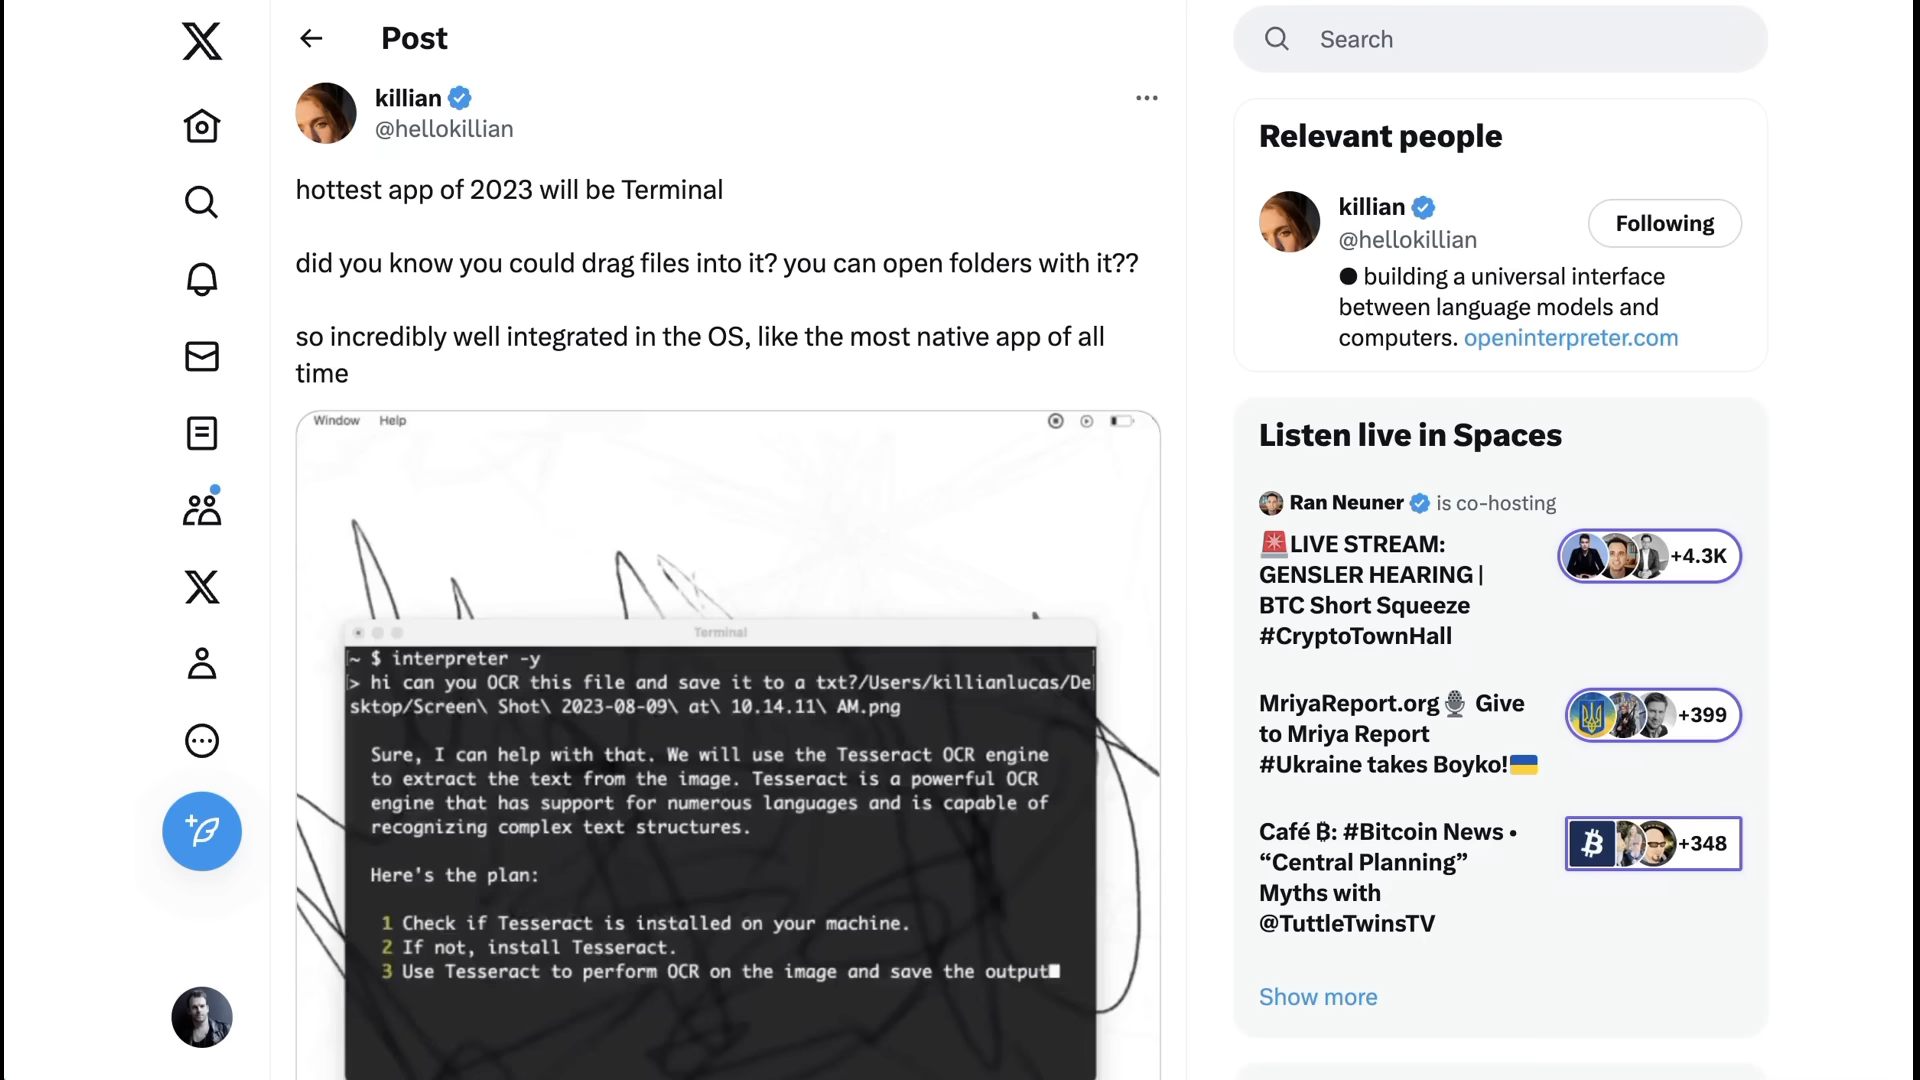 Post
killian
@hellokillian
hottest app of 2023 will be Terminal
did you know you could drag files into it? you can open folders with it??
so incredibly well integrated in the OS, like the most native app of all
time
Window Help
Terminal
~ $ interpreter -y
> hi can you OCR this file and save it to a txt?/Users/killianlucas/De
sktop/Screen\ Shot\ 2023-08-09\ at\ 10.14.11\ AM.png
Sure, I can help with that. We will use the Tesseract OCR engine
to extract the text from the image. Tesseract is a powerful OCR
engine that has support for numerous languages and is capable of
recognizing complex text structures.
Here's the plan:
1 Check if Tesseract is installed on your machine.
2 If not, install Tesseract.
3 Use Tesseract to perform OCR on the image and save the output
Search
Relevant people
killian
@hellokillian
Following
● building a universal interface
between language models and
computers. openinterpreter.com
Listen live in Spaces
Ran Neuner is co-hosting
🚨LIVE STREAM:
GENSLER HEARING |
BTC Short Squeeze
#CryptoTownHall
+4.3K
MriyaReport.org🎙️ Give
to Mriya Report
#Ukraine takes Boyko!🇺🇦
+399
Café ₿: #Bitcoin News •
“Central Planning”
Myths with
@TuttleTwinsTV
+348
Show more